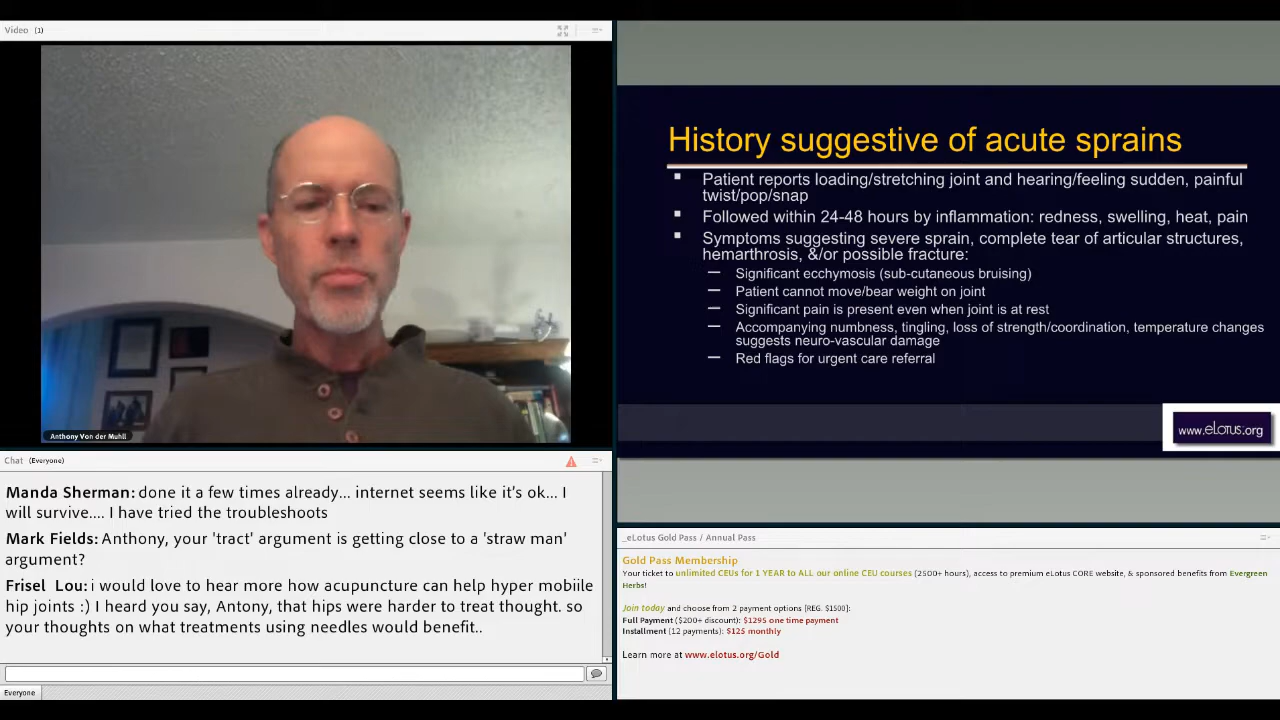 Video (1)
Anthony Von der Muhll
Chat (Everyone)
Manda Sherman: done it a few times already... internet seems like it's ok... I
will survive.... I have tried the troubleshoots
Mark Fields: Anthony, your 'tract' argument is getting close to a 'straw man'
argument?
Frisel Lou: i would love to hear more how acupuncture can help hyper mobiile
hip joints :) I heard you say, Antony, that hips were harder to treat thought. so
your thoughts on what treatments using needles would benefit..
Everyone
History suggestive of acute sprains
Patient reports loading/stretching joint and hearing/feeling sudden, painful
twist/pop/snap
Followed within 24-48 hours by inflammation: redness, swelling, heat, pain
Symptoms suggesting severe sprain, complete tear of articular structures,
hemarthrosis, &/or possible fracture:
Significant ecchymosis (sub-cutaneous bruising)
Patient cannot move/bear weight on joint
Significant pain is present even when joint is at rest
Accompanying numbness, tingling, loss of strength/coordination, temperature changes
suggests neuro-vascular damage
Red flags for urgent care referral
www.eLotus.org
_eLotus Gold Pass / Annual Pass
Gold Pass Membership
Your ticket to unlimited CEUs for 1 YEAR to ALL our online CEU courses (2500+ hours), access to premium eLotus CORE website, & sponsored benefits from Evergreen
Herbs!
Join today and choose from 2 payment options [REG. $1500]:
Full Payment ($200+ discount): $1295 one time payment
Installment (12 payments): $125 monthly
Learn more at www.elotus.org/Gold